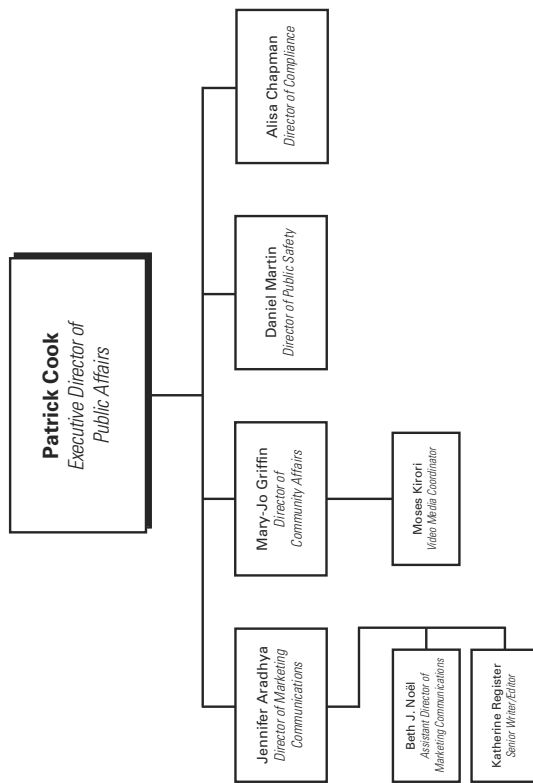 Patrick Cook
Executive Director of
Public Affairs
Jennifer Aradhya
Director of Marketing
Communications
Mary-Jo Griffin
Director of
Community Affairs
Daniel Martin
Director of Public Safety
Alisa Chapman
Director of Compliance
Beth J. Noël
Assistant Director of
Marketing Communications
Katherine Register
Senior Writer/Editor
Moses Kirori
Video Media Coordinator